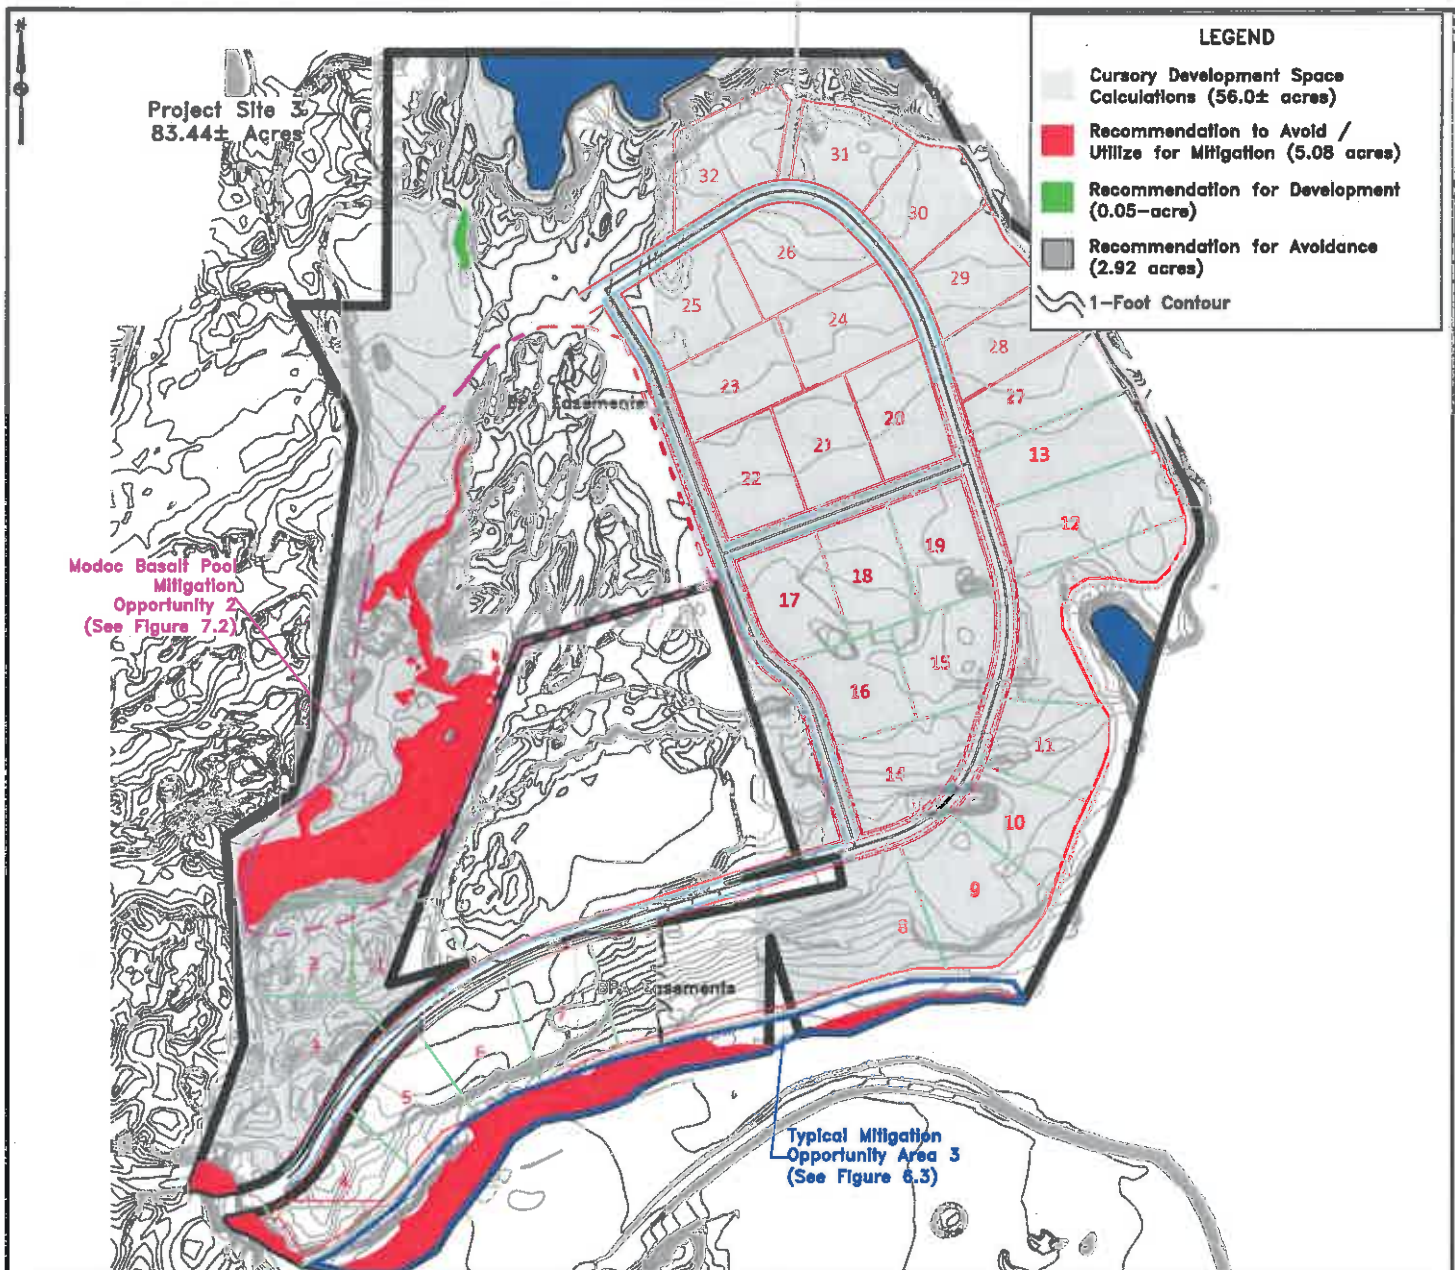 LEGEND
Cursory Development Space
Calculations (56.0± acres)
Recommendation to Avoid /
Utilize for Mitigation (5.08 acres)
Recommendation for Development
(0.05-acre)
Recommendation for Avoidance
(2.92 acres)
1-Foot Contour
Project Site 3
83.44± Acres
31
32
30
26
29
25
24
28
23
27
20
21
13
22
12
19
18
17
15
16
11
14
10
9
8
Easements
Modoc Basalt Pool
Mitigation
Opportunity 2
(See Figure 7.2)
7
6
5
Typical Mitigation
Opportunity Area 3
(See Figure 6.3)